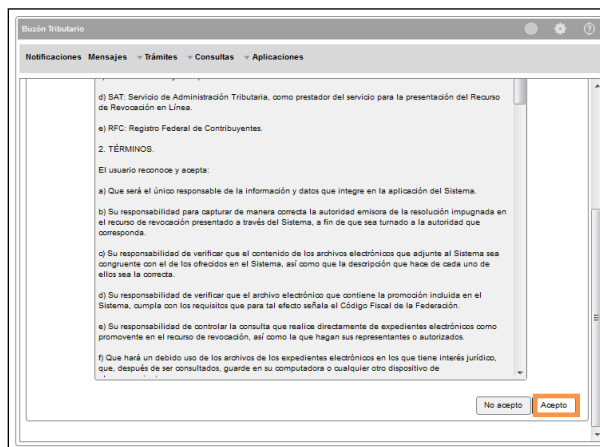 Buzón Tributario
Notificaciones Mensajes Trámites Consultas Aplicaciones
d) SAT: Servicio de Administración Tributaria, como prestador del servicio para la presentación del Recurso
de Revocación en Línea.
e) RFC: Registro Federal de Contribuyentes.
2. TÉRMINOS.
El usuario reconoce y acepta:
a) Que será el único responsable de la información y datos que integre en la aplicación del Sistema.
b) Su responsabilidad para capturar de manera correcta la autoridad emisora de la resolución impugnada en
el recurso de revocación presentado a través del Sistema, a fin de que sea turnado a la autoridad que
corresponda.
c) Su responsabilidad de verificar que el contenido de los archivos electrónicos que adjunte al Sistema sea
congruente con el de los ofrecidos en el Sistema, así como que la descripción que hace de cada uno de
ellos sea la correcta.
d) Su responsabilidad de verificar que el archivo electrónico que contiene la promoción incluida en el
Sistema, cumpla con los requisitos que para tal efecto señala el Código Fiscal de la Federación.
e) Su responsabilidad de controlar la consulta que realice directamente de expedientes electrónicos como
promovente en el recurso de revocación, así como la que hagan sus representantes o autorizados.
f) Que hará un debido uso de los archivos de los expedientes electrónicos en los que tiene interés jurídico,
que, después de ser consultados, guarde en su computadora o cualquier otro dispositivo de
No acepto Acepto